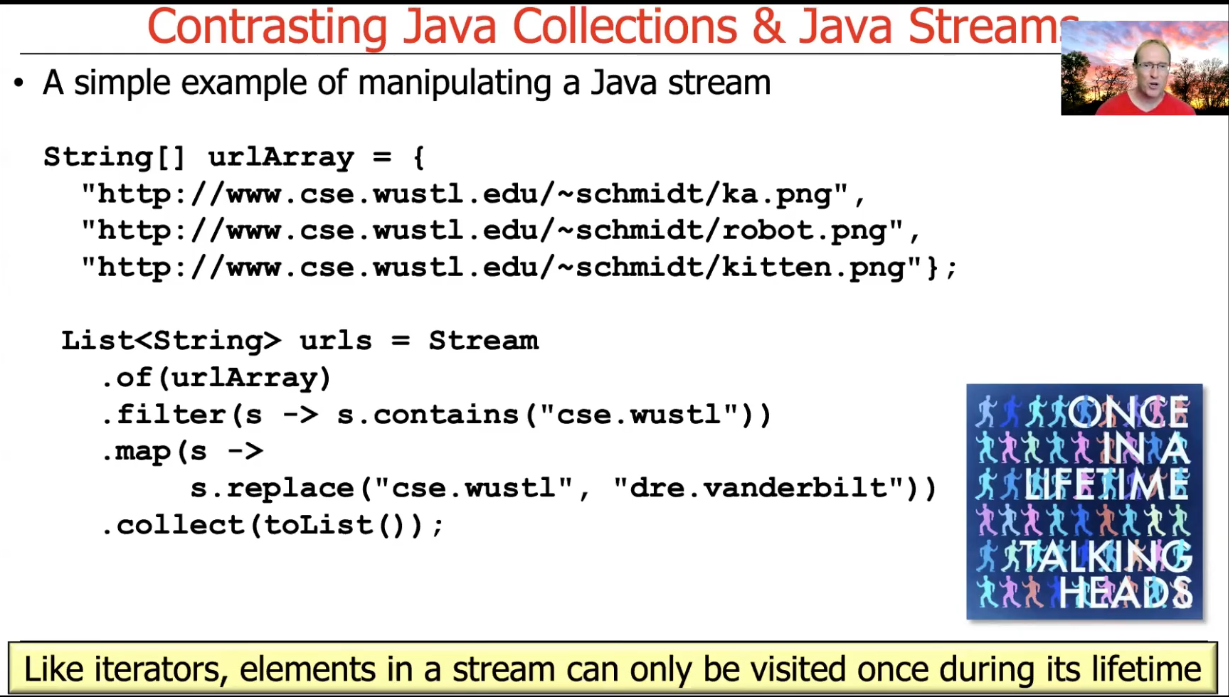 Contrasting Java Collections & Java Streams
• A simple example of manipulating a Java stream
String[] urlArray = {
"http://www.cse.wustl.edu/~schmidt/ka.png",
"http://www.cse.wustl.edu/~schmidt/robot.png",
"http://www.cse.wustl.edu/~schmidt/kitten.png"};
List<String> urls = Stream
.of(urlArray)
.filter(s -> s.contains("cse.wustl"))
.map(s ->
s.replace("cse.wustl", "dre.vanderbilt"))
.collect(toList());
ONCE
IN A
LIFETIME
TALKING
HEADS
Like iterators, elements in a stream can only be visited once during its lifetime